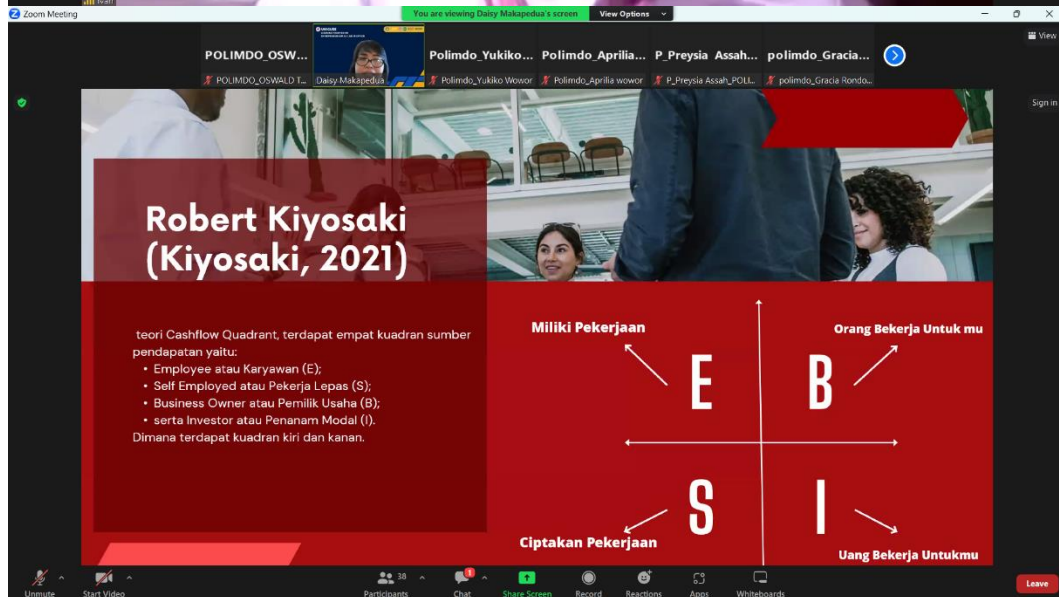 Ivan
Zoom Meeting
You are viewing Daisy Makapedua's screen
View Options
View
POLIMDO_OSW...
Polimdo_Yukiko...
Polimdo_Aprilia...
P_Preysia Assah...
polimdo_Gracia...
POLIMDO_OSWALD T...
Daisy Makapedua
Polimdo_Yukiko Wowor
Polimdo_Aprilia wowor
P_Preysia Assah_POLI...
polimdo_Gracia Rondo...
Sign in
Robert Kiyosaki
(Kiyosaki, 2021)
teori Cashflow Quadrant, terdapat empat kuadran sumber
pendapatan yaitu:
• Employee atau Karyawan (E);
• Self Employed atau Pekerja Lepas (S);
• Business Owner atau Pemilik Usaha (B);
• serta Investor atau Penanam Modal (I).
Dimana terdapat kuadran kiri dan kanan.
Miliki Pekerjaan
Orang Bekerja Untuk mu
E
B
S
I
Ciptakan Pekerjaan
Uang Bekerja Untukmu
Unmute
Start Video
38
Participants
1
Chat
Share Screen
Record
Reactions
Apps
Whiteboards
Leave